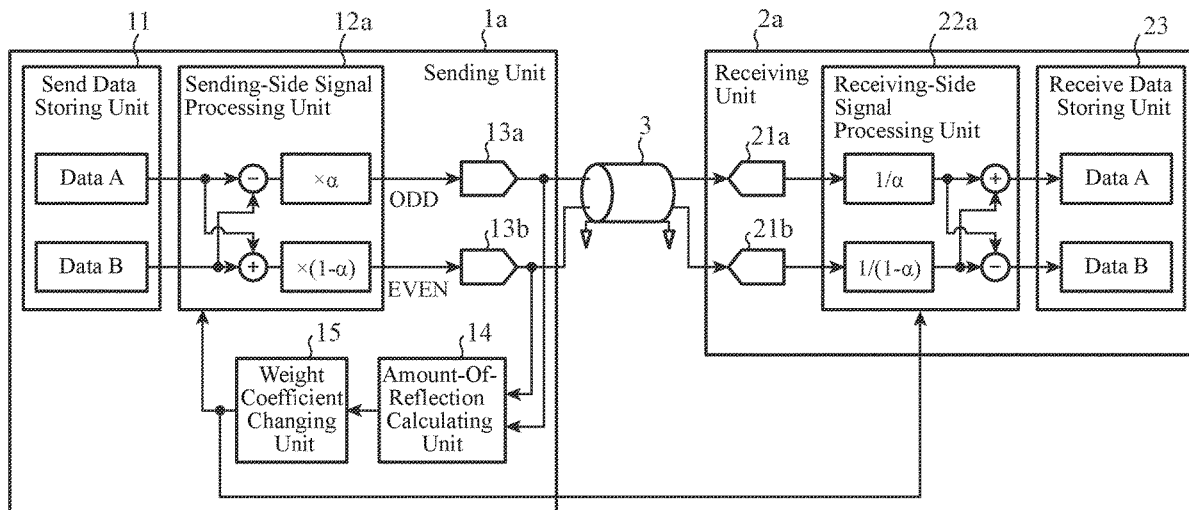 11
12a
1a
2a
22a
23
Send Data
Storing Unit
Sending-Side Signal
Processing Unit
Sending Unit
Receiving
Unit
Receiving-Side
Signal
Processing Unit
Receive Data
Storing Unit
13a
3
21a
Data A
−
×α
ODD
1/α
+
Data A
13b
21b
Data B
+
×(1-α)
EVEN
1/(1-α)
−
Data B
15
14
Weight
Coefficient
Changing
Unit
Amount-Of-
Reflection
Calculating
Unit